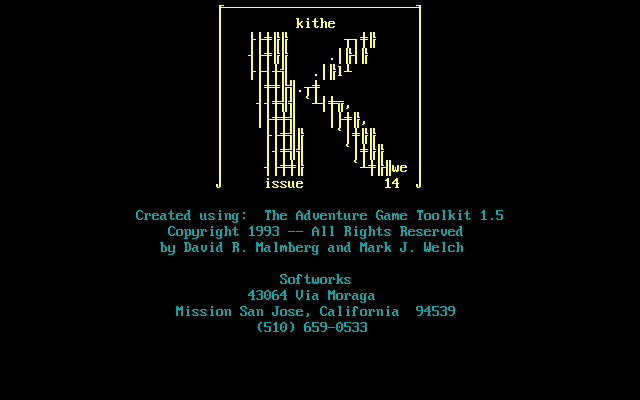 kithe
K
we
issue 14
Created using:  The Adventure Game Toolkit 1.5
Copyright 1993 -- All Rights Reserved
by David R. Malmberg and Mark J. Welch
Softworks
43064 Via Moraga
Mission San Jose, California  94539
(510) 659-0533